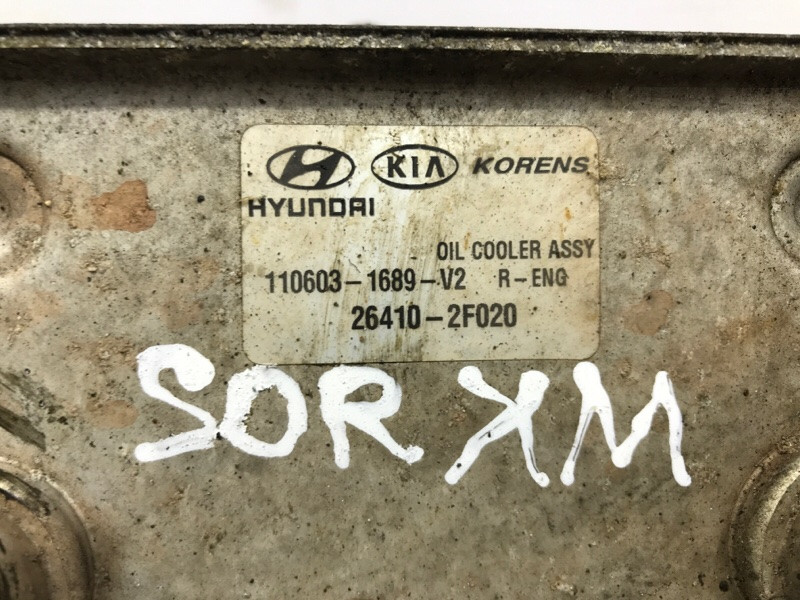 KIA KORENS
HYUNDAI
OIL COOLER ASSY
110603-1689-V2 R-ENG
26410-2F020
SOR XM